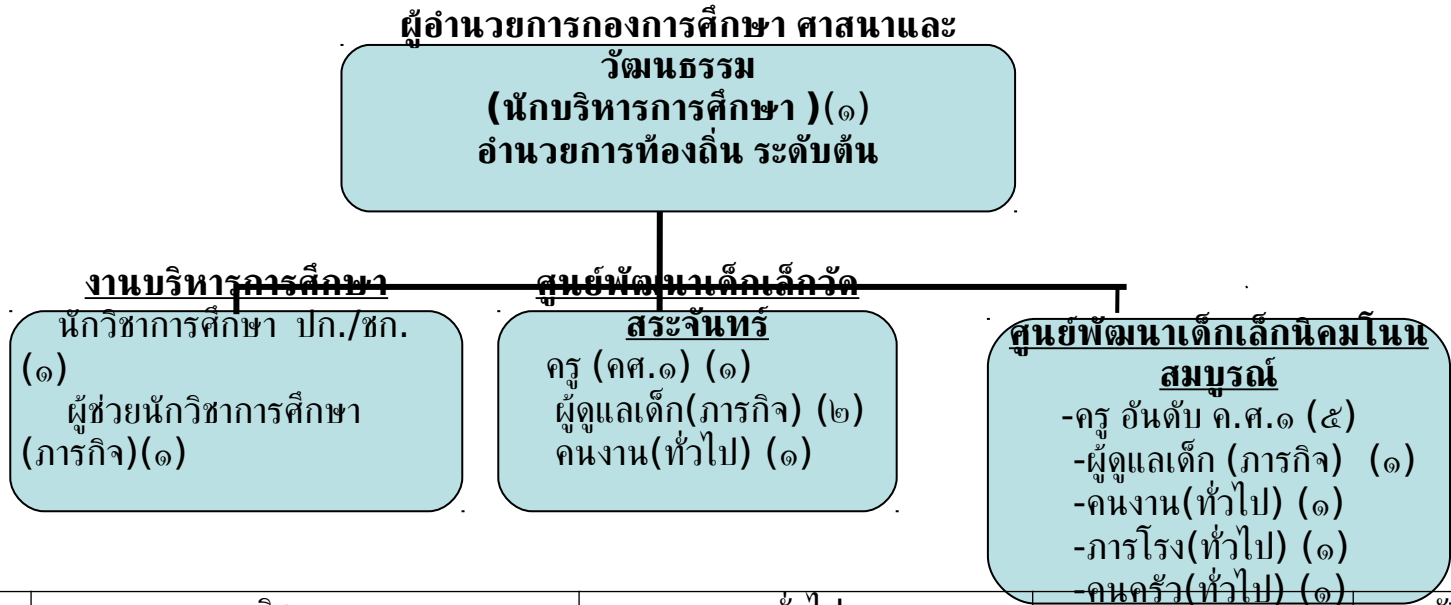 ผู้อำนวยการกองการศึกษา ศาสนาและ
วัฒนธรรม
(นักบริหารการศึกษา )(๑)
อำนวยการท้องถิ่น ระดับต้น
งานบริหารการศึกษา
นักวิชาการศึกษา ปก./ชก.
(๑)
ผู้ช่วยนักวิชาการศึกษา
(ภารกิจ)(๑)
ศูนย์พัฒนาเด็กเล็กวัด
สระจันทร์
ครู (คศ.๑) (๑)
ผู้ดูแลเด็ก(ภารกิจ) (๒)
คนงาน(ทั่วไป) (๑)
ศูนย์พัฒนาเด็กเล็กนิคมโนน
สมบูรณ์
-ครู อันดับ ค.ศ.๑ (๕)
-ผู้ดูแลเด็ก (ภารกิจ) (๑)
-คนงาน(ทั่วไป) (๑)
-ภารโรง(ทั่วไป) (๑)
-คนครัว(ทั่วไป) (๑)